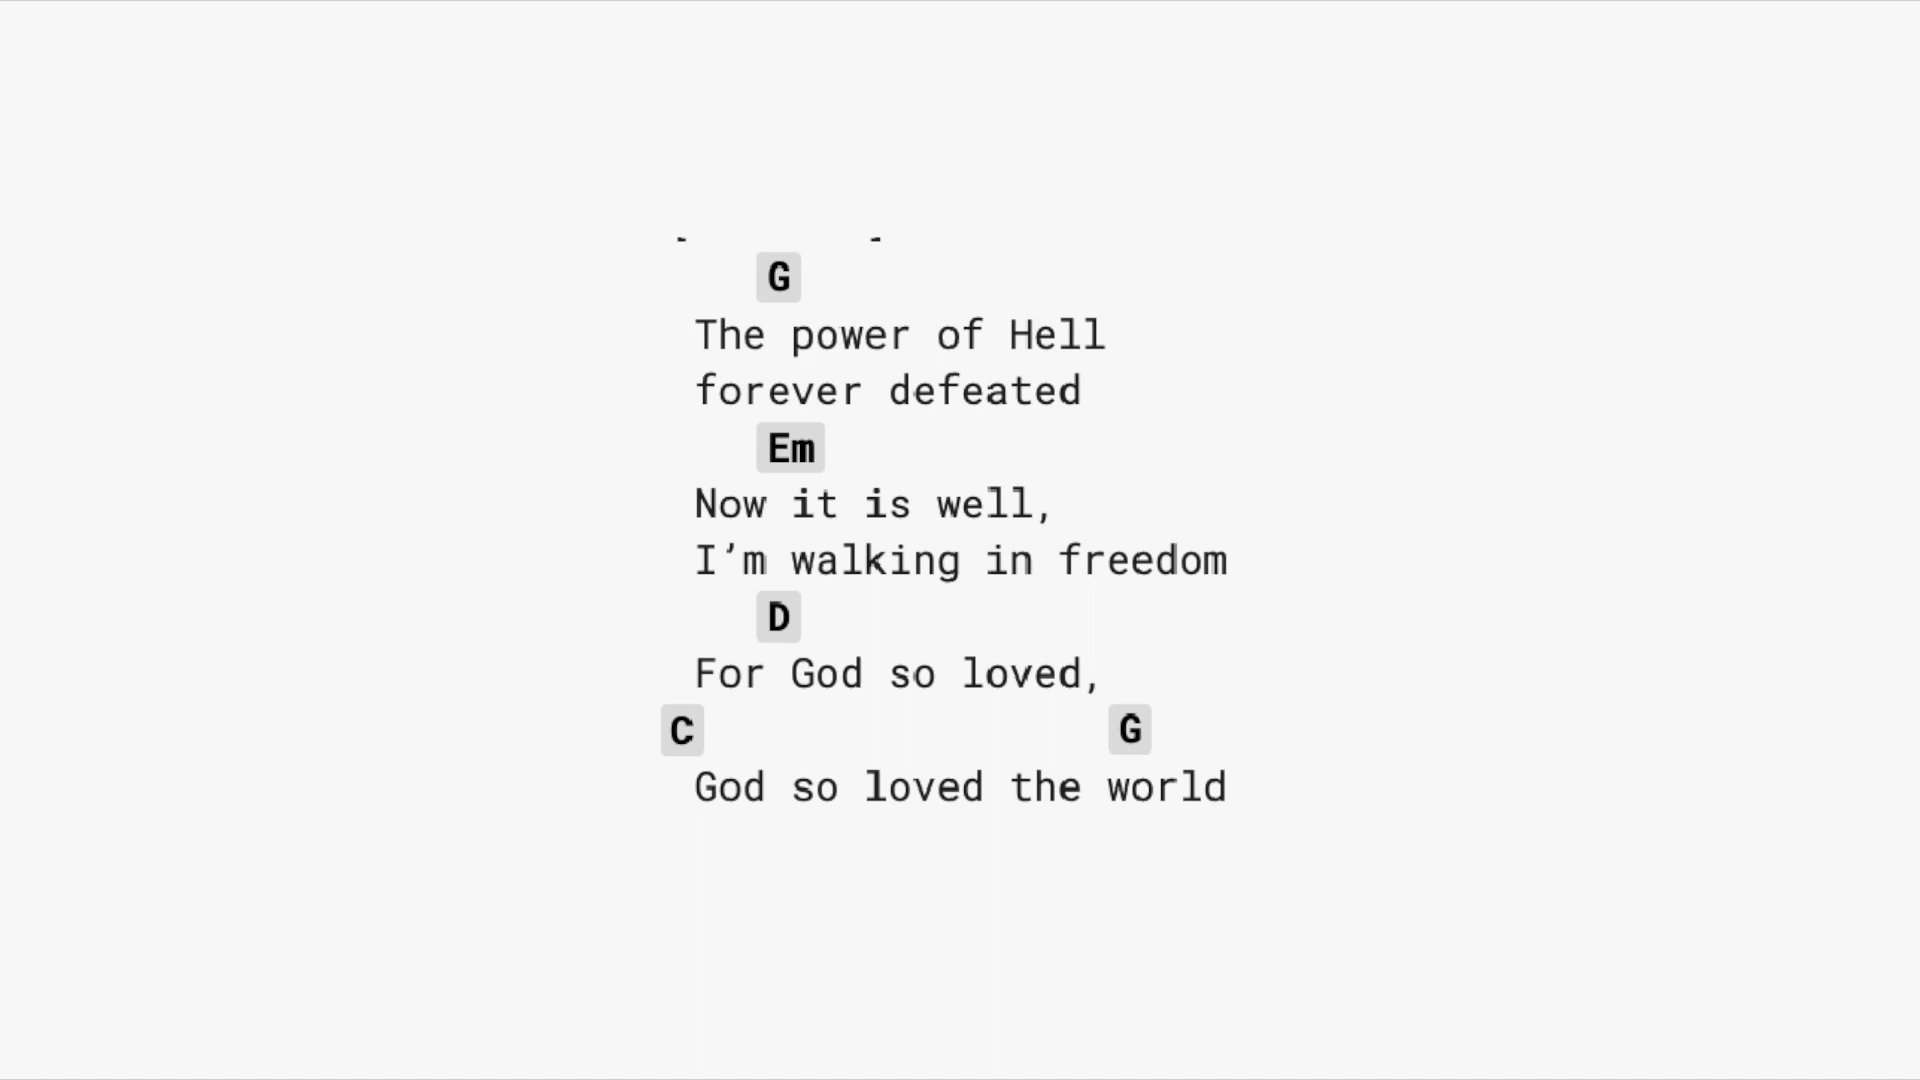 G
The power of Hell
forever defeated
Em
Now it is well,
I’m walking in freedom
D
For God so loved,
C G
God so loved the world